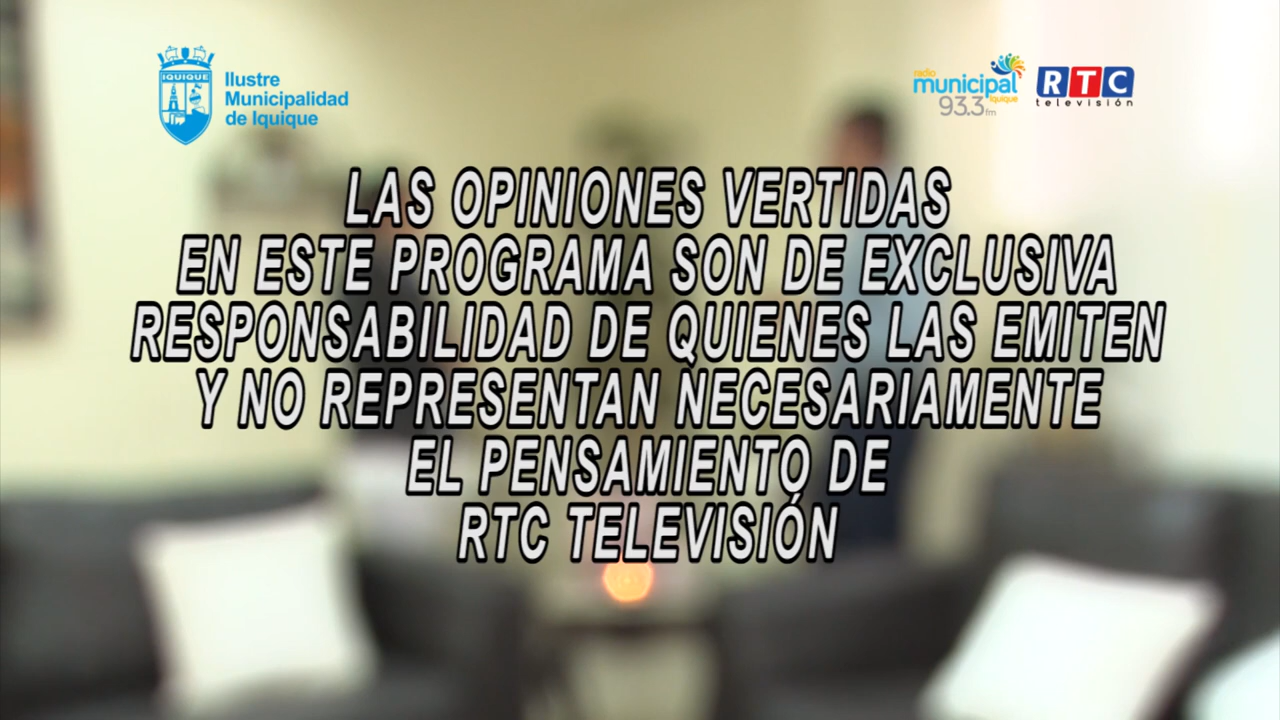 IQUIQUE
Ilustre
Municipalidad
de Iquique
radio
municipal
iquique
93.3 fm
RTC
televisión
LAS OPINIONES VERTIDAS
EN ESTE PROGRAMA SON DE EXCLUSIVA
RESPONSABILIDAD DE QUIENES LAS EMITEN
Y NO REPRESENTAN NECESARIAMENTE
EL PENSAMIENTO DE
RTC TELEVISIÓN